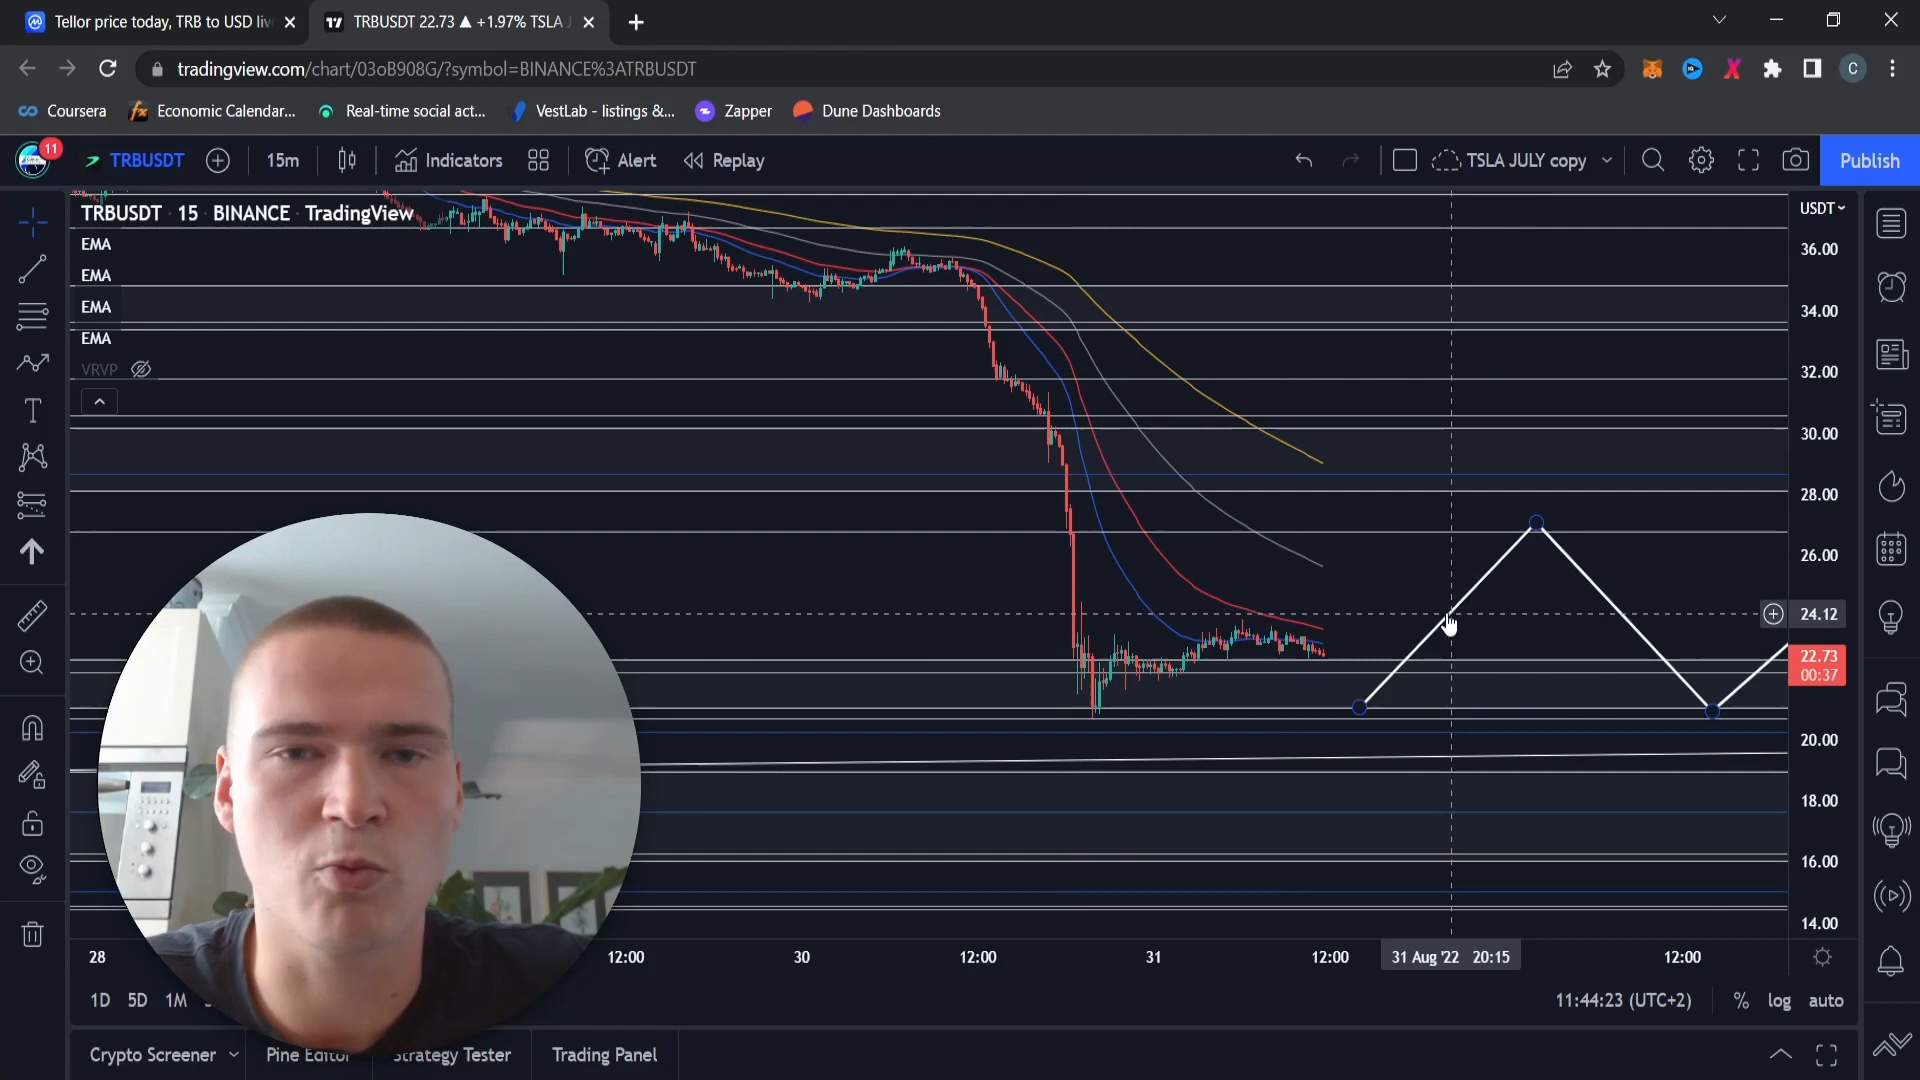 Tellor price today, TRB to USD liv
TRBUSDT 22.73 ▲ +1.97% TSLA J
tradingview.com/chart/03oB908G/?symbol=BINANCE%3ATRBUSDT
C
Coursera
Economic Calendar...
Real-time social act...
VestLab - listings &...
Zapper
Dune Dashboards
11
TRBUSDT
15m
Indicators
Alert
Replay
TSLA JULY copy
Publish
TRBUSDT · 15 · BINANCE · TradingView
USDT
EMA
EMA
EMA
EMA
VRVP
36.00
34.00
32.00
30.00
28.00
26.00
24.12
22.73
00:37
20.00
18.00
16.00
14.00
28
12:00
30
12:00
31
12:00
31 Aug '22 20:15
12:00
1D 5D 1M
11:44:23 (UTC+2)
% log auto
Crypto Screener
Pine Editor
Strategy Tester
Trading Panel